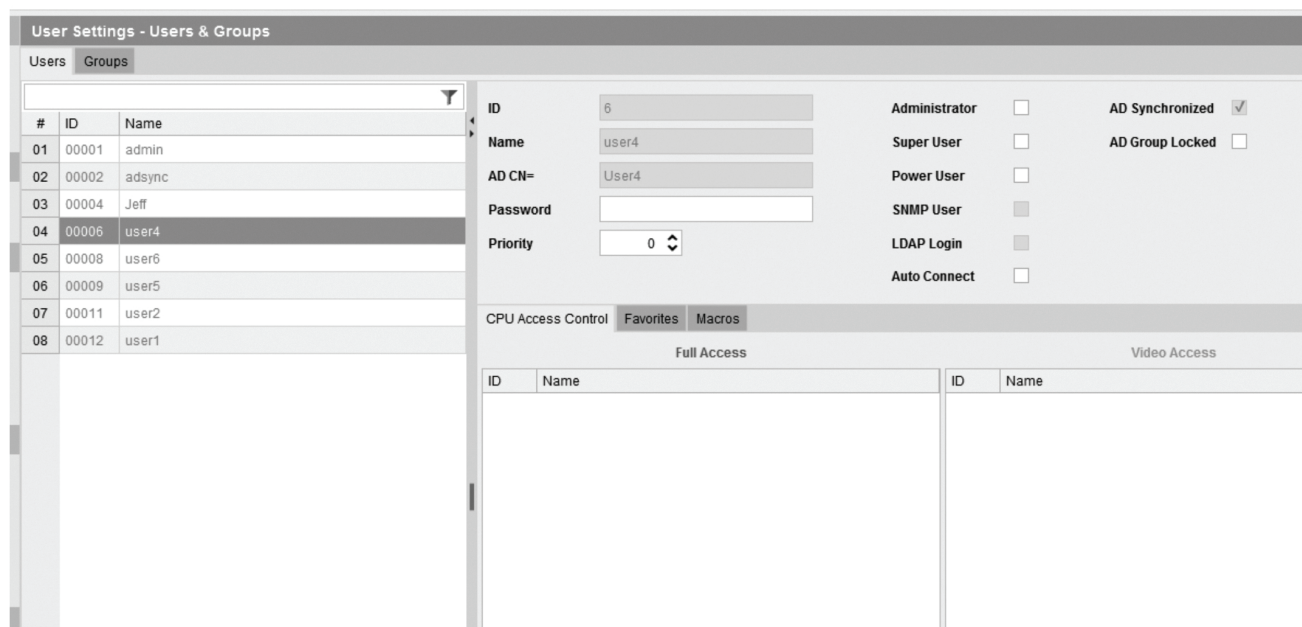 User Settings - Users & Groups
Users Groups
# ID Name
01 00001 admin
02 00002 adsync
03 00004 Jeff
04 00006 user4
05 00008 user6
06 00009 user5
07 00011 user2
08 00012 user1
ID 6
Name user4
AD CN= User4
Password
Priority 0
Administrator
Super User
Power User
SNMP User
LDAP Login
Auto Connect
AD Synchronized
AD Group Locked
CPU Access Control Favorites Macros
Full Access
ID Name
Video Access
ID Name